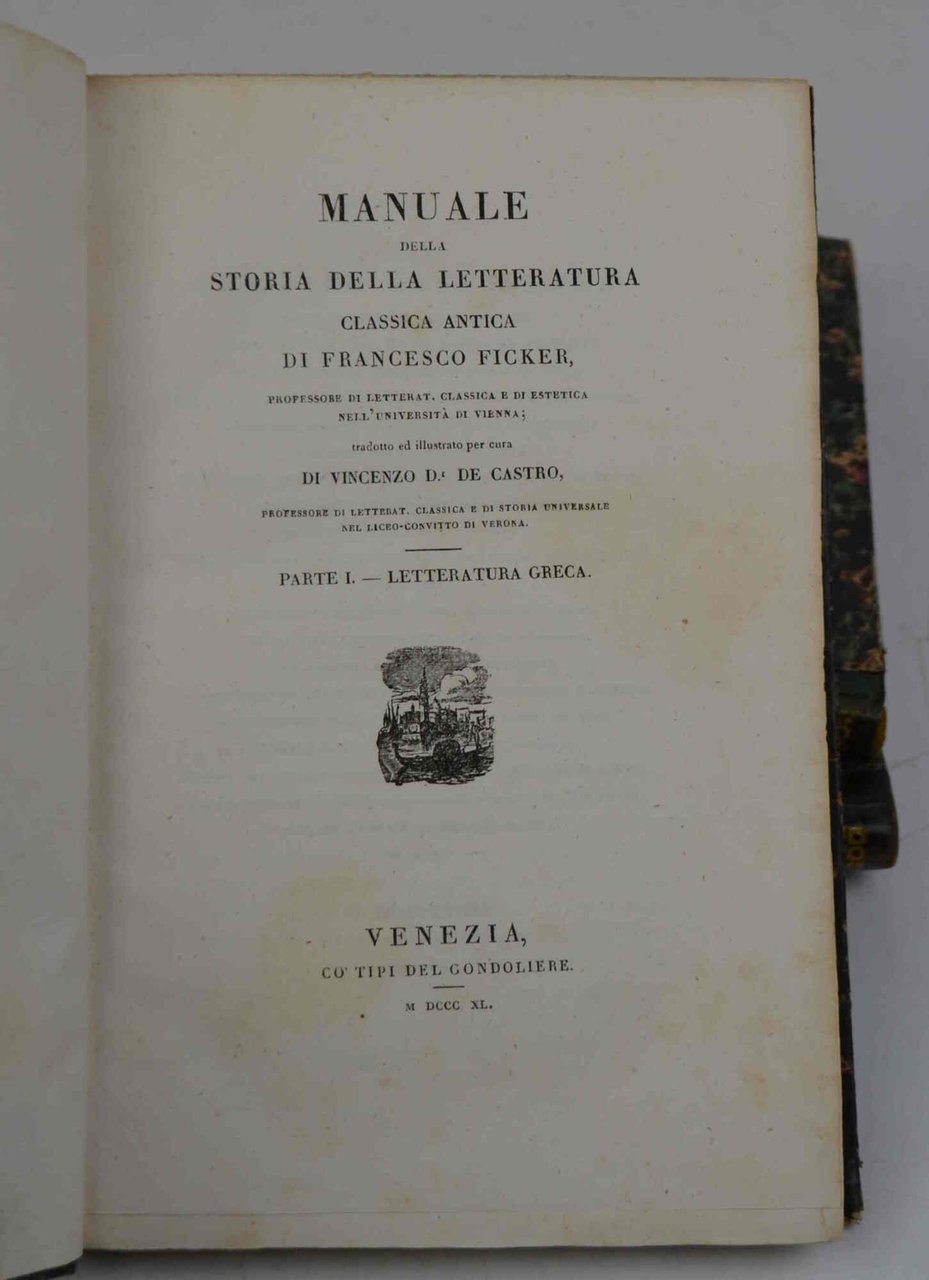 MANUALE
DELLA
STORIA DELLA LETTERATURA
CLASSICA ANTICA
DI FRANCESCO FICKER,
PROFESSORE DI LETTERAT. CLASSICA E DI ESTETICA
NELL'UNIVERSITÀ DI VIENNA;
tradotto ed illustrato per cura
DI VINCENZO D.r DE CASTRO,
PROFESSORE DI LETTERAT. CLASSICA E DI STORIA UNIVERSALE
NEL LICEO-CONVITTO DI VERONA.
PARTE I. — LETTERATURA GRECA.
VENEZIA,
CO' TIPI DEL GONDOLIERE.
M DCCC XL.